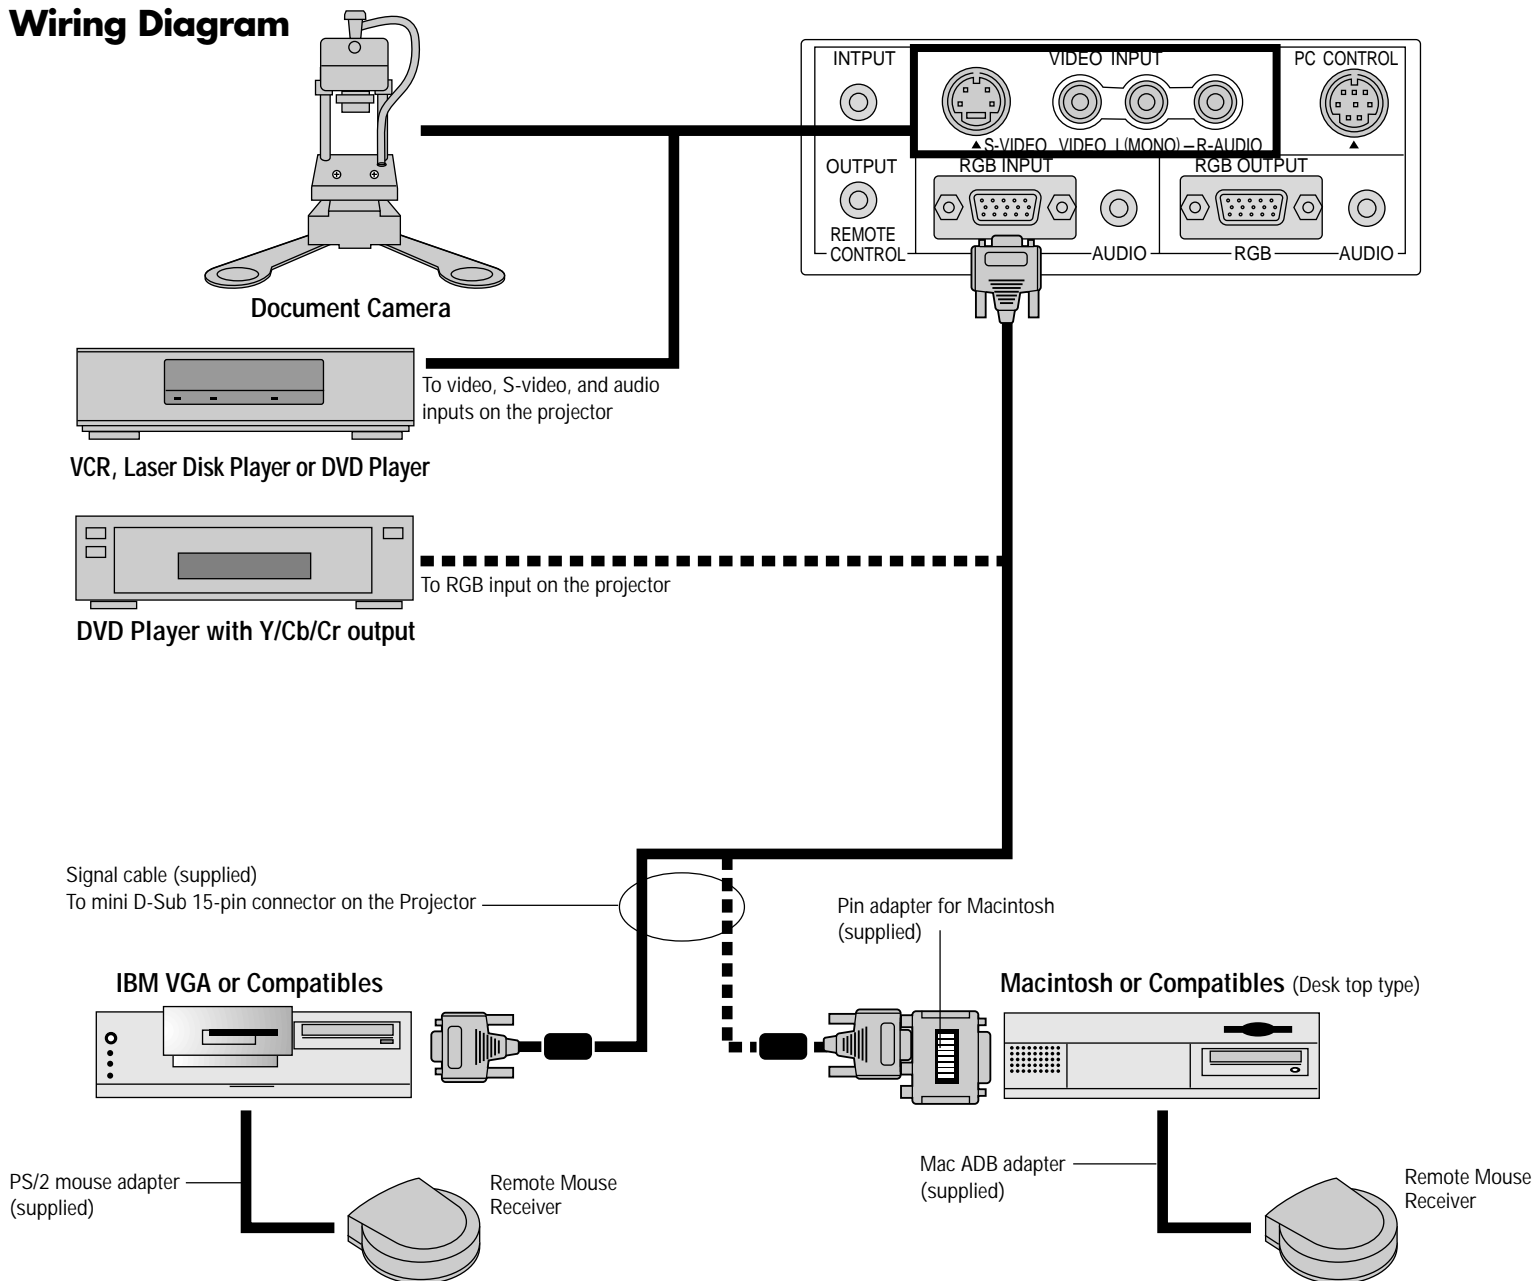 Wiring Diagram
INTPUT
VIDEO INPUT
PC CONTROL
▲S-VIDEO VIDEO L(MONO)–R-AUDIO
▲
OUTPUT
RGB INPUT
RGB OUTPUT
REMOTE
CONTROL
AUDIO
RGB
AUDIO
Document Camera
To video, S-video, and audio
inputs on the projector
VCR, Laser Disk Player or DVD Player
To RGB input on the projector
DVD Player with Y/Cb/Cr output
Signal cable (supplied)
To mini D-Sub 15-pin connector on the Projector
Pin adapter for Macintosh
(supplied)
IBM VGA or Compatibles
Macintosh or Compatibles (Desk top type)
PS/2 mouse adapter
(supplied)
Remote Mouse
Receiver
Mac ADB adapter
(supplied)
Remote Mouse
Receiver